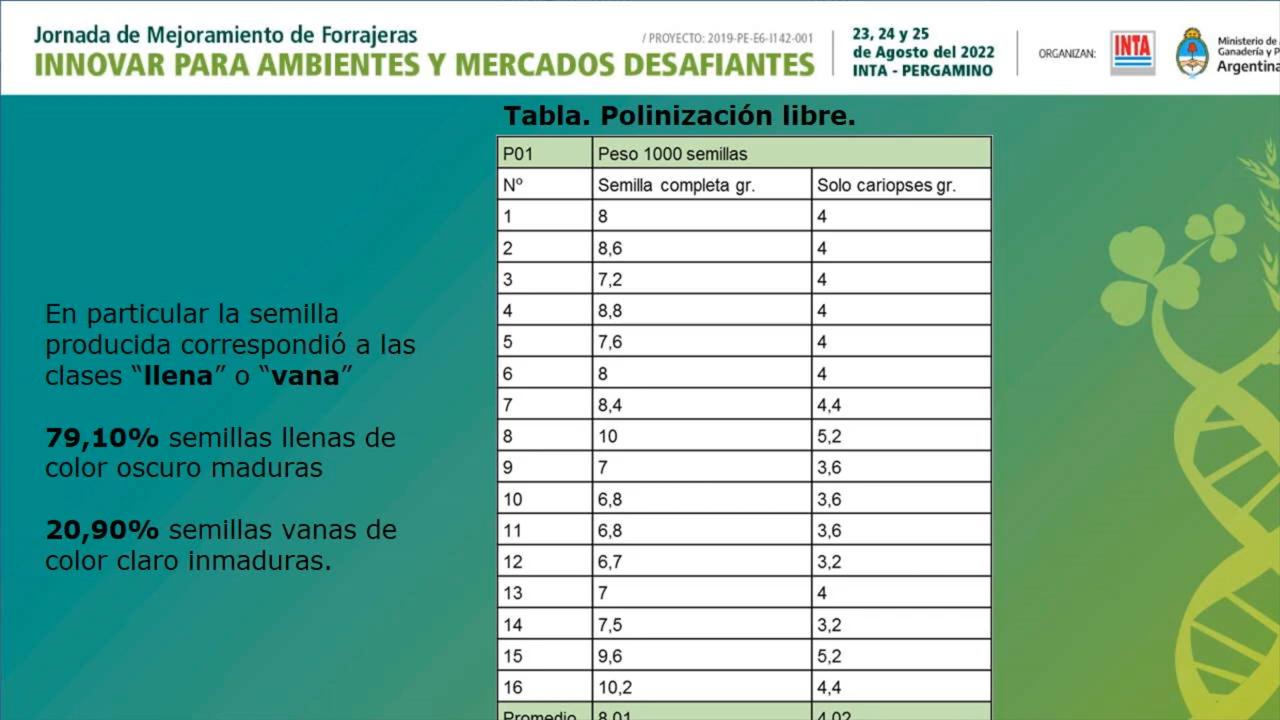 Jornada de Mejoramiento de Forrajeras
/ PROYECTO: 2019-PE-E6-I142-001
INNOVAR PARA AMBIENTES Y MERCADOS DESAFIANTES
23, 24 y 25
de Agosto del 2022
INTA - PERGAMINO
ORGANIZAN:
INTA
Ministerio de
Ganadería y P
Argentina
En particular la semilla
producida correspondió a las
clases “llena” o “vana”
79,10% semillas llenas de
color oscuro maduras
20,90% semillas vanas de
color claro inmaduras.
Tabla. Polinización libre.
P01 Peso 1000 semillas
Nº Semilla completa gr. Solo cariopses gr.
1 8 4
2 8,6 4
3 7,2 4
4 8,8 4
5 7,6 4
6 8 4
7 8,4 4,4
8 10 5,2
9 7 3,6
10 6,8 3,6
11 6,8 3,6
12 6,7 3,2
13 7 4
14 7,5 3,2
15 9,6 5,2
16 10,2 4,4
Promedio 8,01 4,02